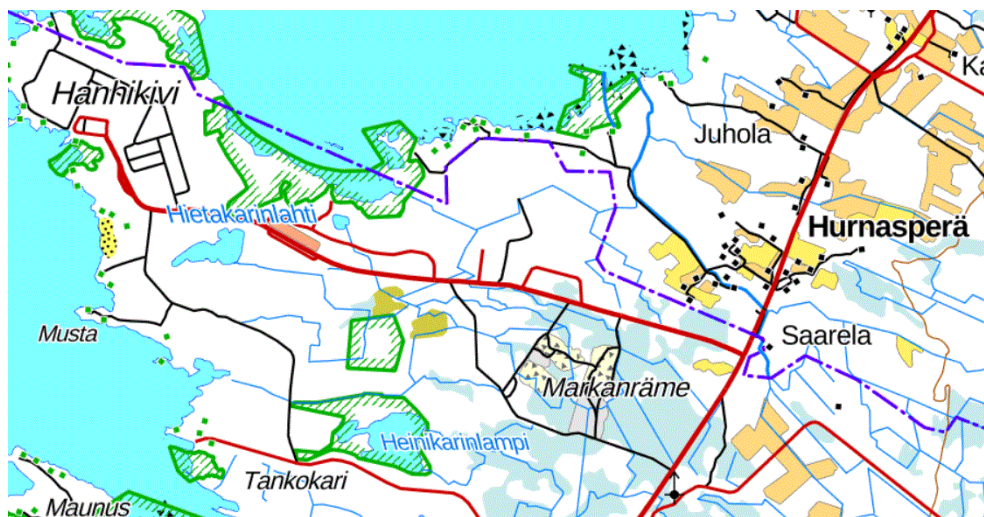 Ka
Hanhikivi
Juhola
Hietakarinlahti
Hurnasperä
Musta
Saarela
Markanräme
Heinikarinlampi
Tankokari
Maunus